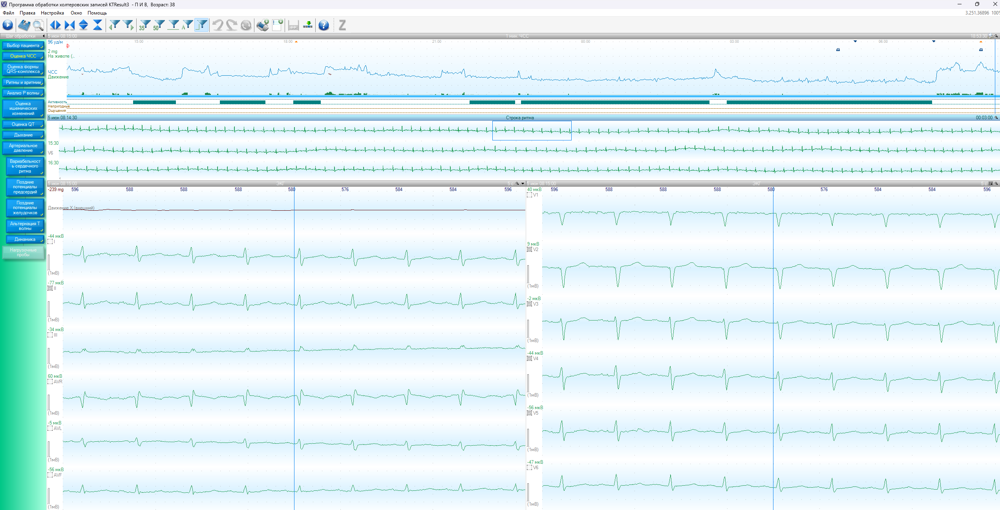 Программа обработки холтеровских записей KTResult3 - П И В, Возраст: 38
Файл Правка Настройка Окно Помощь
3.251.36896 100%
35 50
Шаг обработки
5 июн 08:15:00 1 мин. ЧСС 18:53.30
Выбор пациента
Оценка ЧСС
Оценка формы
QRS-комплекса
Ритмы и аритмии
Анализ P волны
Оценка
ишемических
изменений
Оценка QT
Дыхание
Артериальное
давление
Вариабельност
ь сердечного
ритма
Поздние
потенциалы
предсердий
Поздние
потенциалы
желудочков
Альтернация Т
волны
Динамика
Нагрузочные
пробы
96 уд/м
15:00 18:00 21:00 00:00 03:00 06:00
2 mg
На животе (...
ЧСС
Движение
Активность
Непригодные
Ощущения
5 июн 08:14:30 Строка ритма 00:03:00
15:30
V6
16:30
5 июн 08:15:00 ЭКГ 5 с
-239 mg 596 588 588 588 580 576 584 584 596
Движение X (внешний)
-44 мкВ
I
(1мВ)
-77 мкВ
II
(1мВ)
-34 мкВ
III
(1мВ)
60 мкВ
AVR
(1мВ)
-5 мкВ
AVL
(1мВ)
-56 мкВ
AVF
(1мВ)
5 июн 08:15:00 ЭКГ 5 с
40 мкВ 596 588 588 588 580 576 584 584 596
V1
9 мкВ
V2
(1мВ)
-2 мкВ
V3
(1мВ)
-44 мкВ
V4
(1мВ)
-56 мкВ
V5
(1мВ)
-47 мкВ
V6
(1мВ)